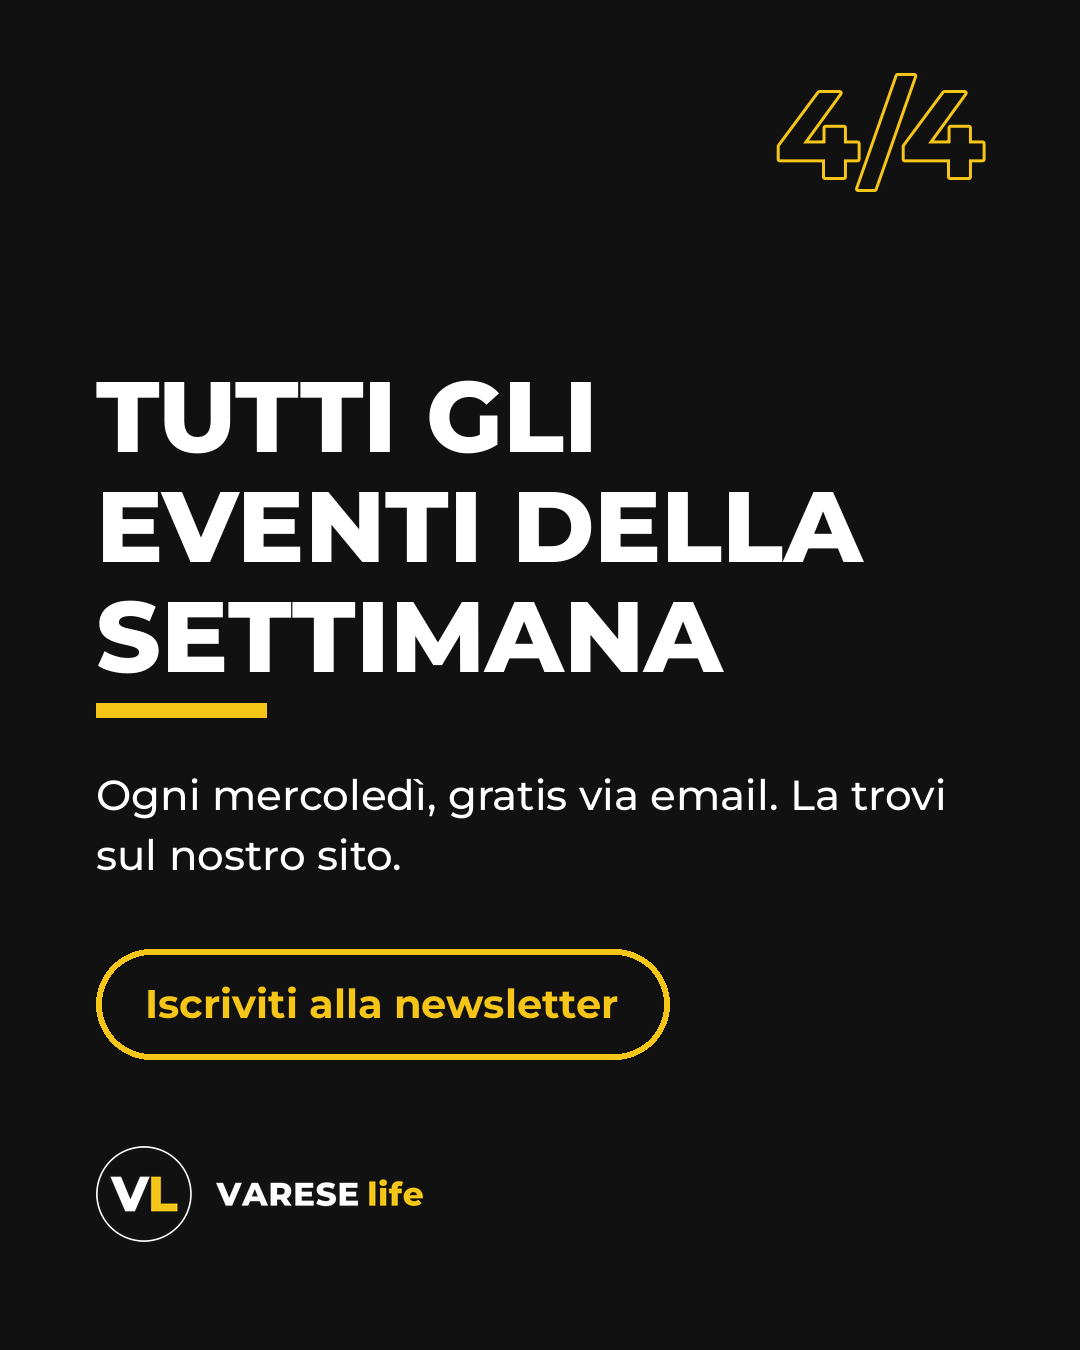 4/4
TUTTI GLI
EVENTI DELLA
SETTIMANA
Ogni mercoledì, gratis via email. La trovi
sul nostro sito.
Iscriviti alla newsletter
VL VARESE life